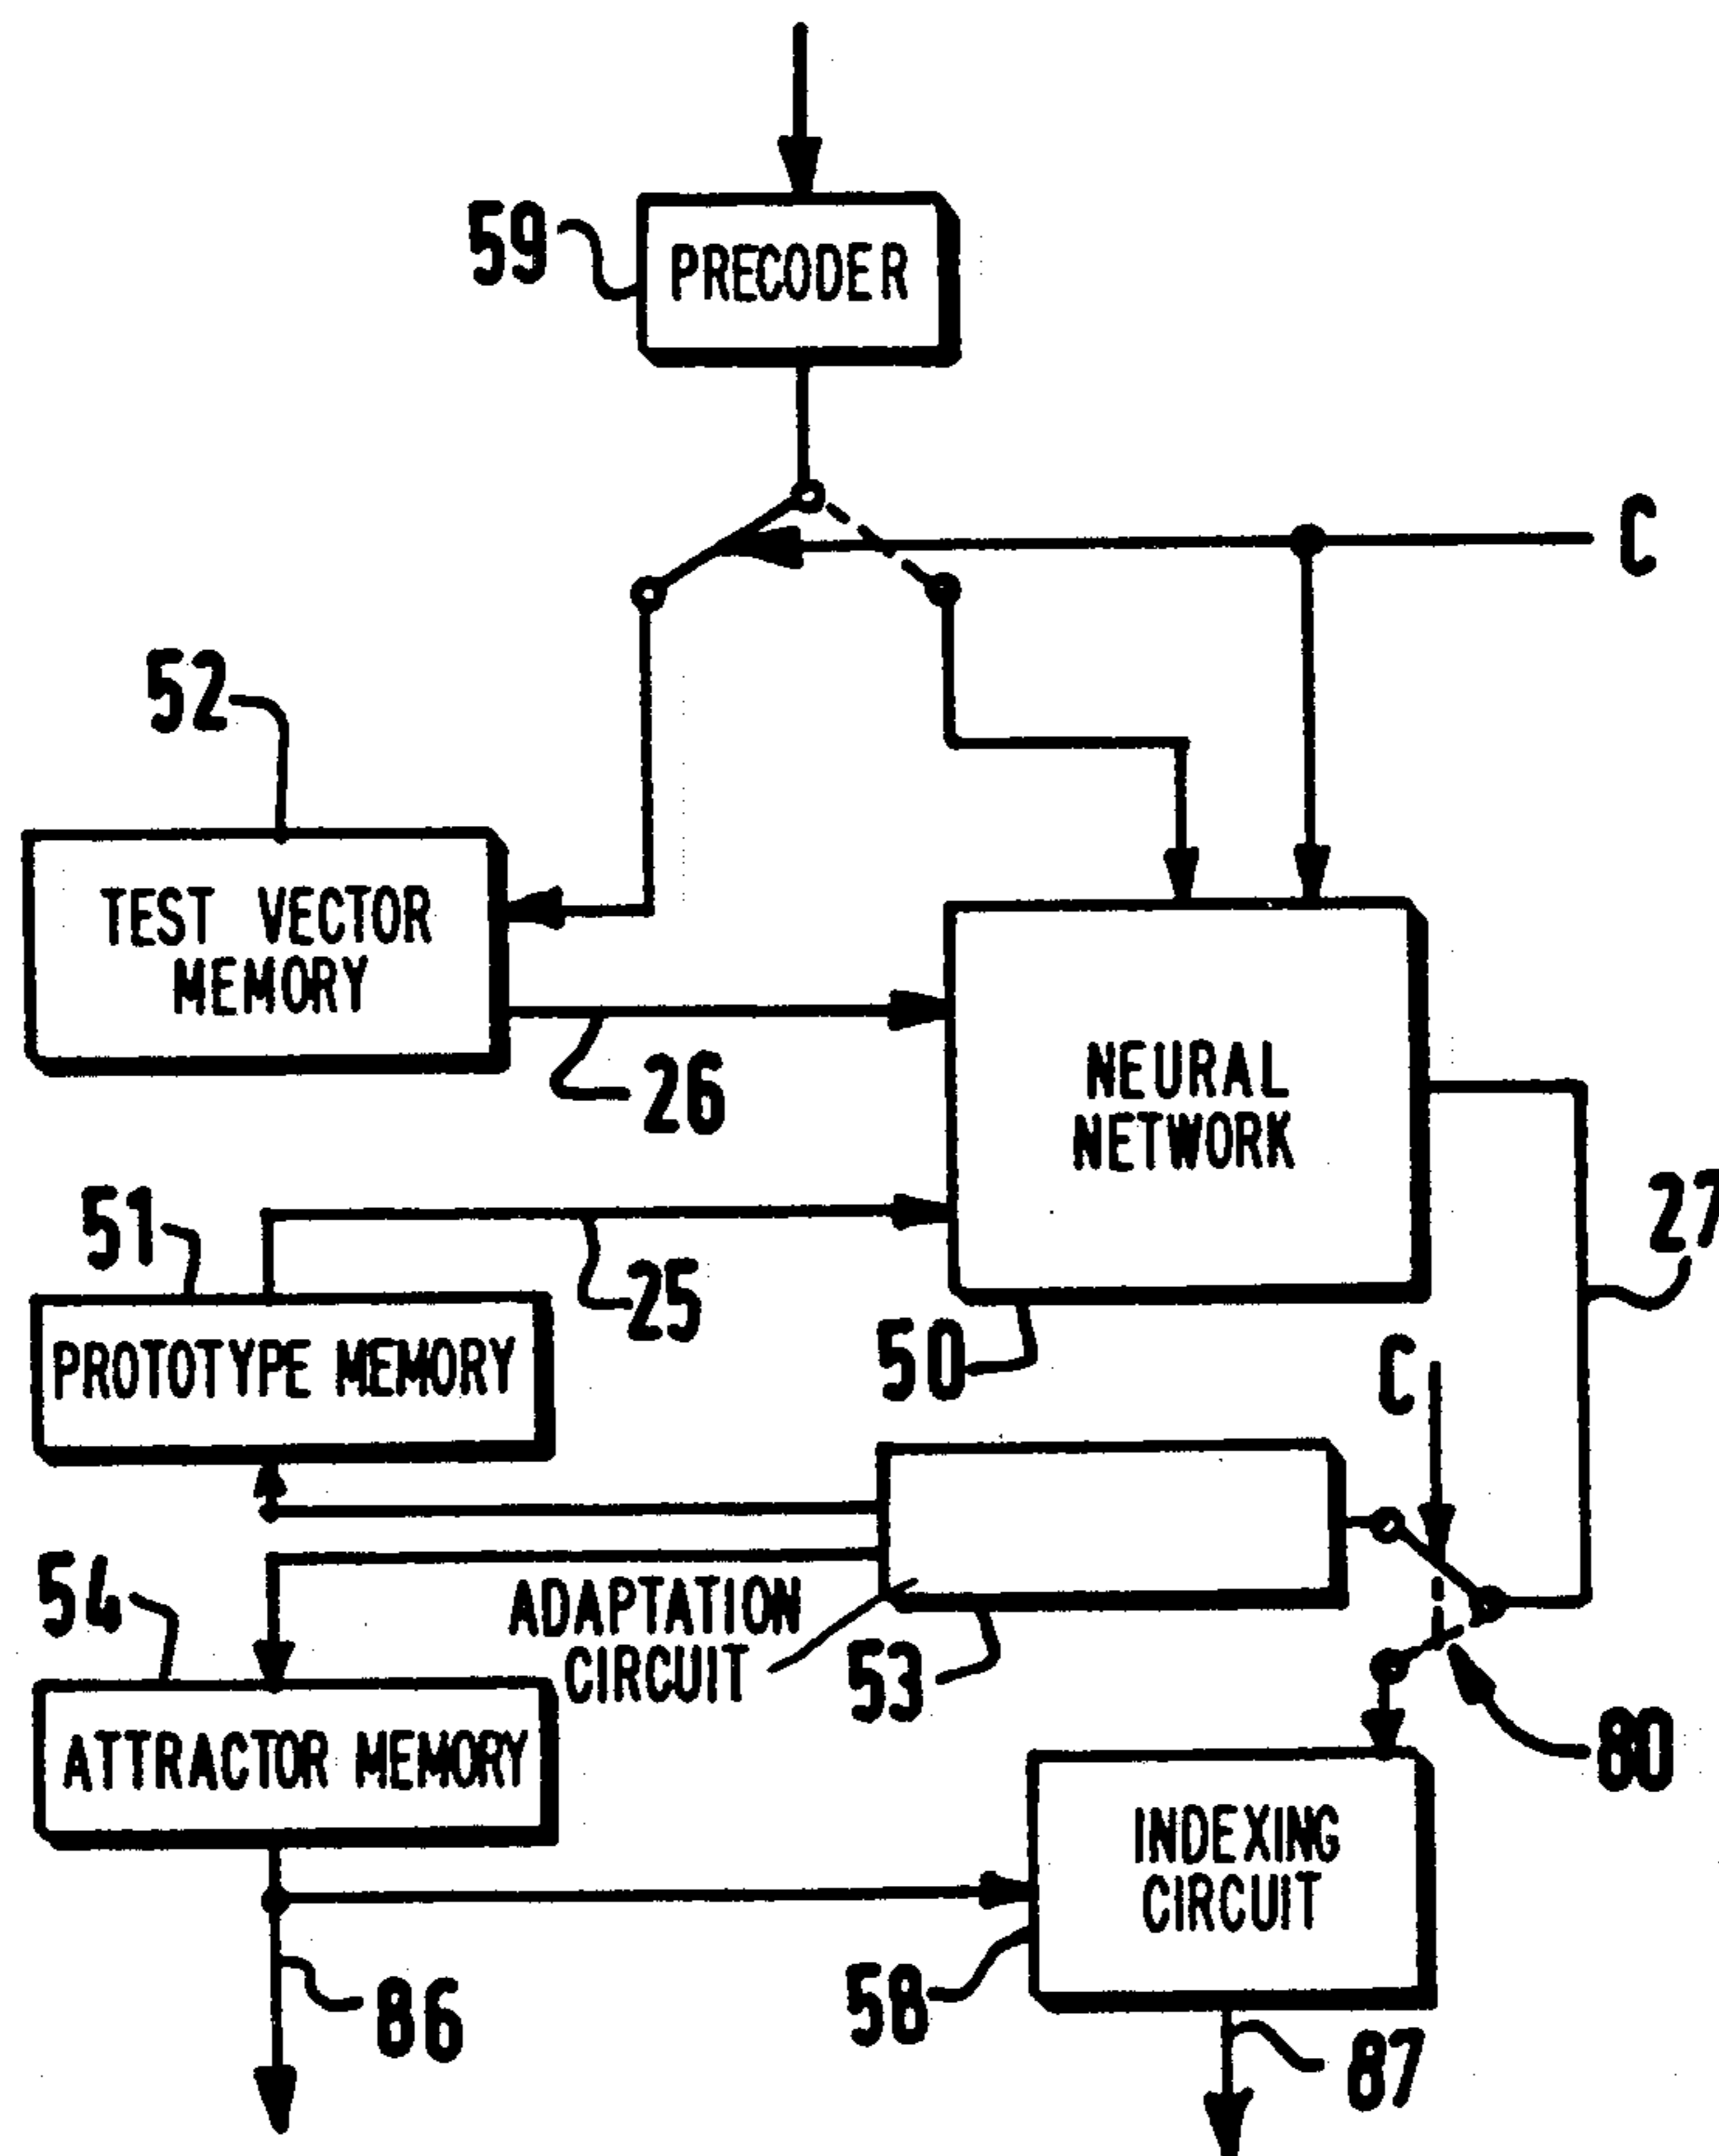 59
PRECODER
C
52
TEST VECTOR
MEMORY
26
NEURAL
NETWORK
27
51
25
PROTOTYPE MEMORY
50
C
54
ADAPTATION
CIRCUIT
53
80
ATTRACTOR MEMORY
INDEXING
CIRCUIT
58
86
87